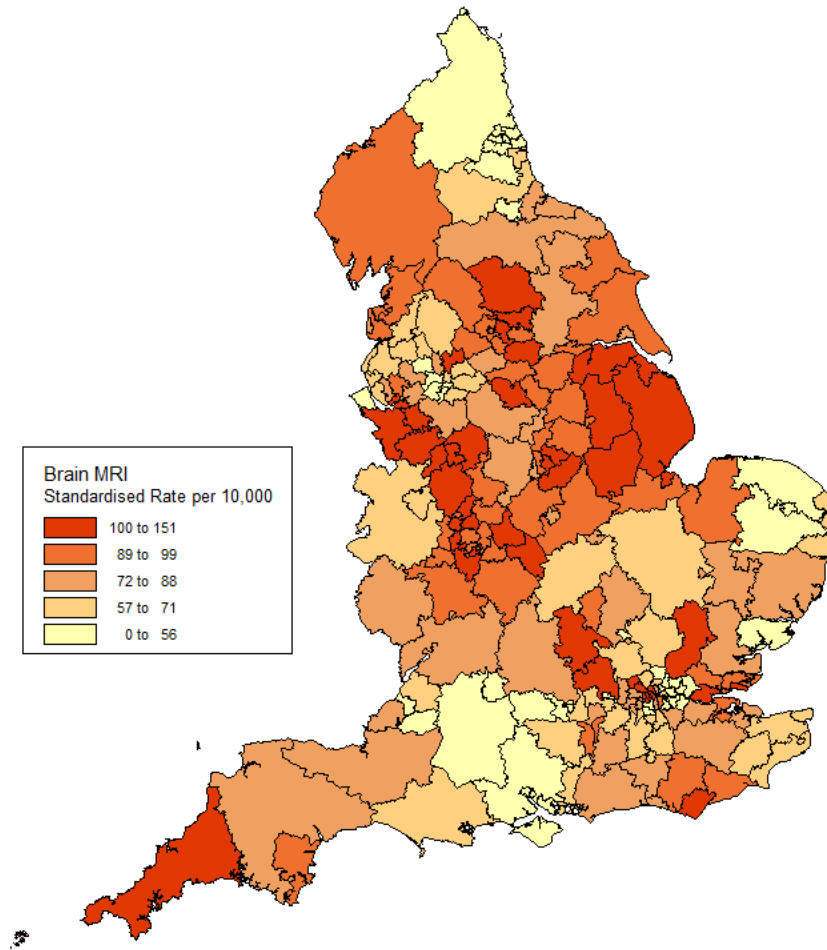 Brain MRI
Standardised Rate per 10,000
100 to 151
89 to 99
72 to 88
57 to 71
0 to 56